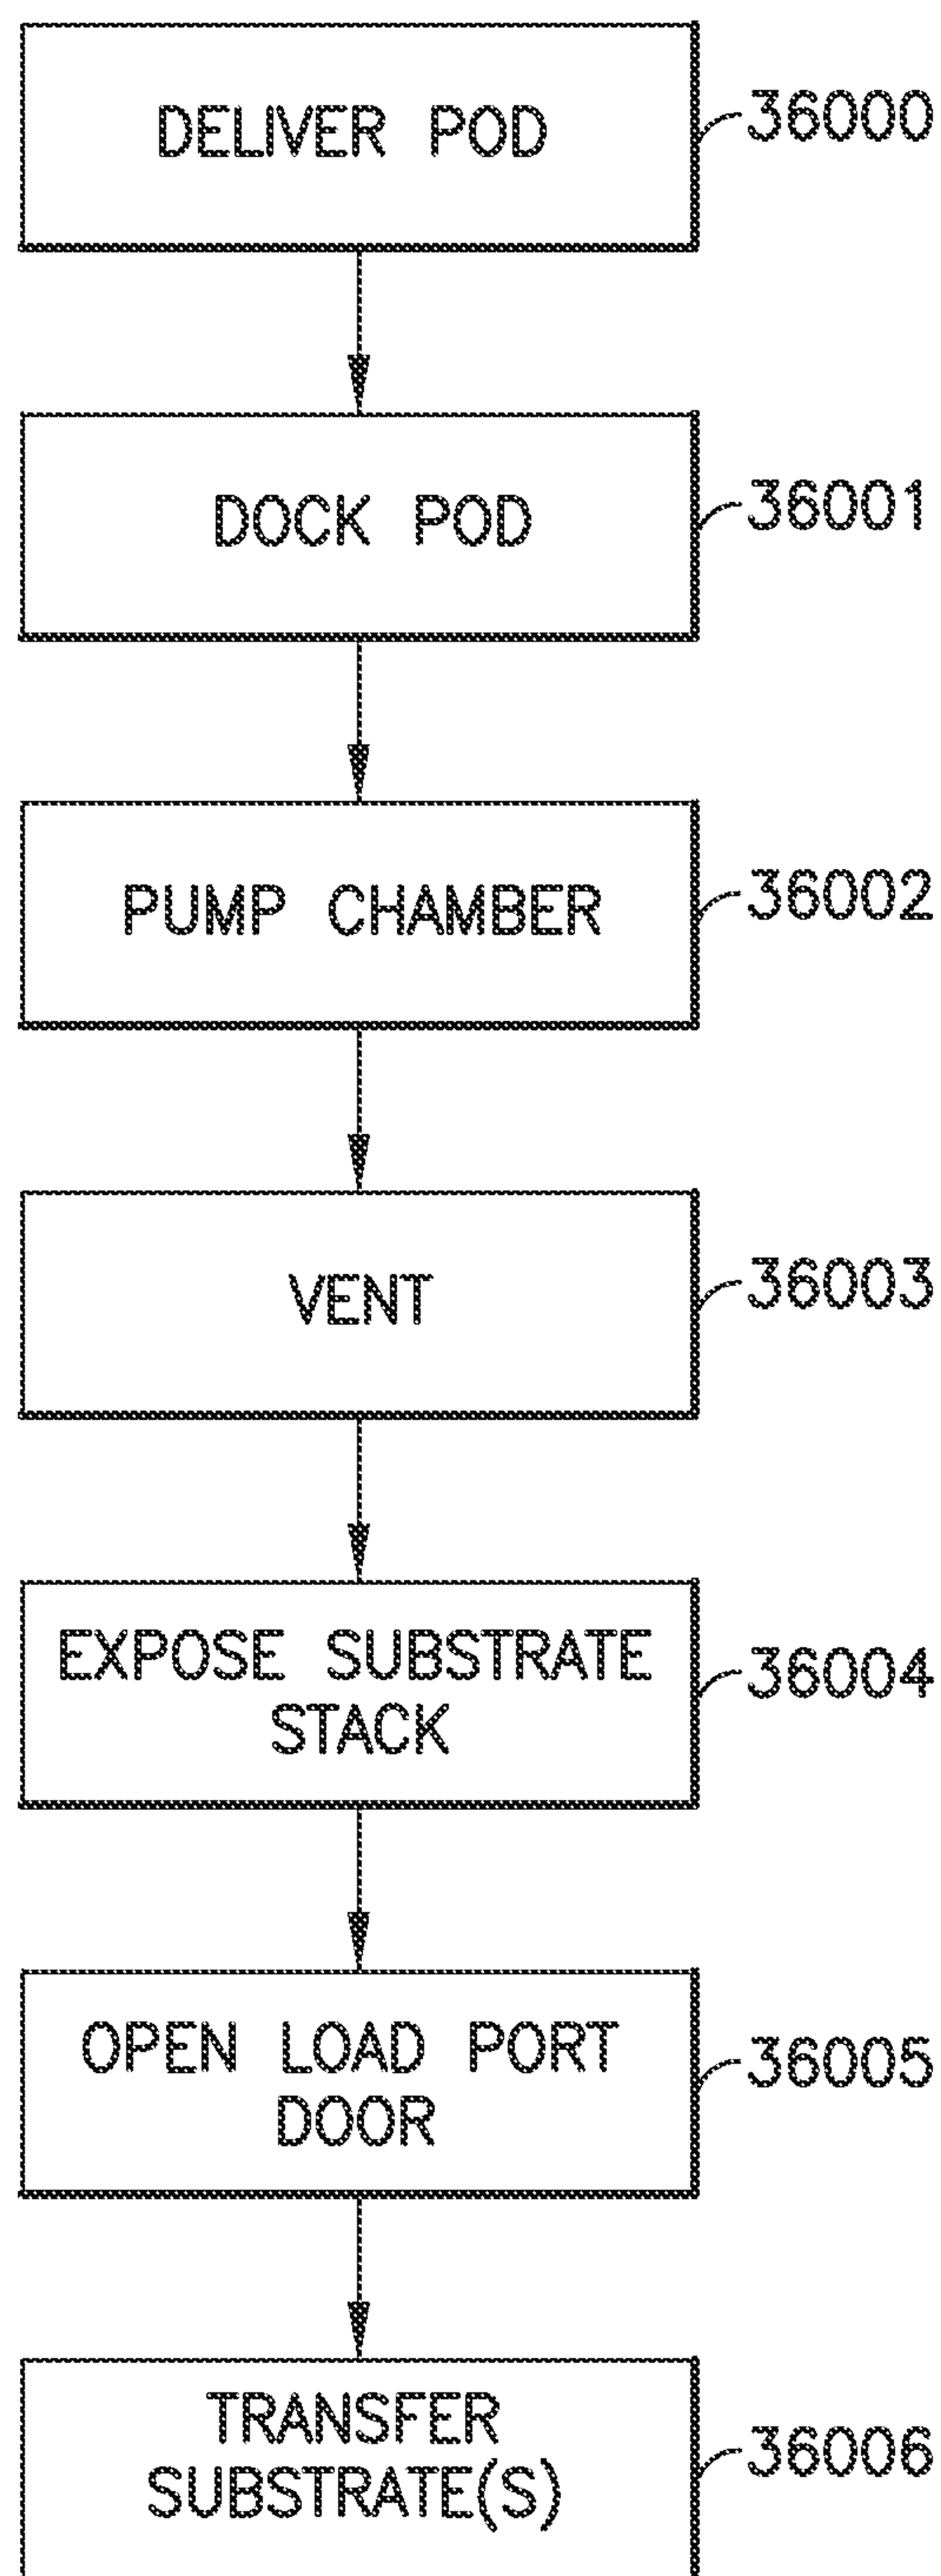 DELIVER POD
36000
DOCK POD
36001
PUMP CHAMBER
36002
VENT
36003
EXPOSE SUBSTRATE
STACK
36004
OPEN LOAD PORT
DOOR
36005
TRANSFER
SUBSTRATE(S)
36006